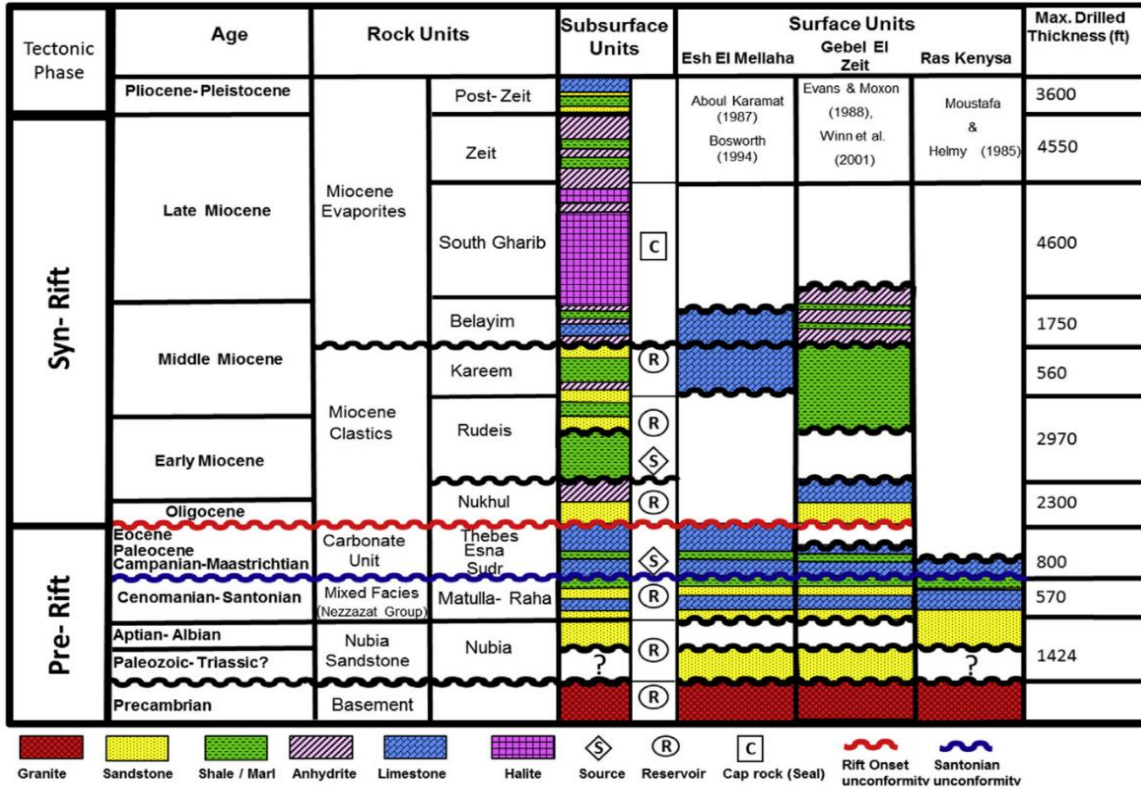 Tectonic
Phase
Age
Rock Units
Subsurface
Units
Surface Units
Esh El Mellaha
Gebel El
Zeit
Ras Kenysa
Max. Drilled
Thickness (ft)
Pliocene- Pleistocene
Post-Zeit
Aboul Karamat
(1987)
Bosworth
(1994)
Evans & Moxon
(1988),
Winn et al.
(2001)
Moustafa
&
Helmy (1985)
3600
Syn- Rift
Late Miocene
Miocene
Evaporites
Zeit
4550
South Gharib
C
4600
Middle Miocene
Belayim
1750
Miocene
Clastics
Kareem
R
560
Early Miocene
Rudeis
R
S
2970
Oligocene
Nukhul
R
2300
Pre- Rift
Eocene
Paleocene
Campanian-Maastrichtian
Carbonate
Unit
Thebes
Esna
Sudr
S
800
Cenomanian-Santonian
Mixed Facies
(Nezzazat Group)
Matulla- Raha
R
570
Aptian- Albian
Paleozoic- Triassic?
Nubia
Sandstone
Nubia
?
R
?
1424
Precambrian
Basement
R
S
R
C
Granite
Sandstone
Shale / Marl
Anhydrite
Limestone
Halite
Source
Reservoir
Cap rock (Seal)
Rift Onset
unconformity
Santonian
unconformity